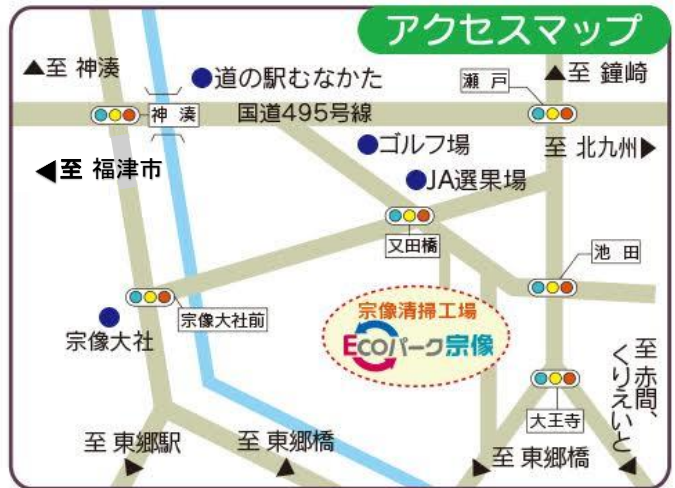 アクセスマップ
▲至 神湊
●道の駅むなかた
瀬 戸
▲至 鐘崎
神 湊
国道495号線
●ゴルフ場
至 北九州▶
◀至 福津市
●JA選果場
又田橋
池 田
宗像大社前
宗像大社
宗像清掃工場
Ecoパーク宗像
至 赤間、
くりえいと
大王寺
至 東郷駅
至 東郷橋
至 東郷橋